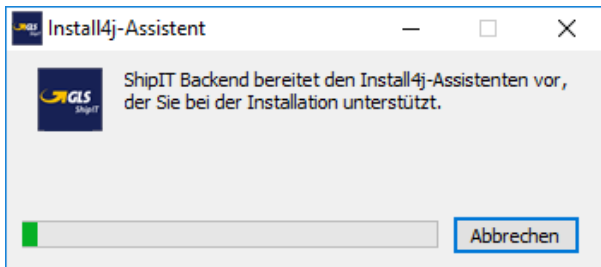 Install4j-Assistent
ShipIT Backend bereitet den Install4j-Assistenten vor,
der Sie bei der Installation unterstützt.
GLS
ShipIT
Abbrechen